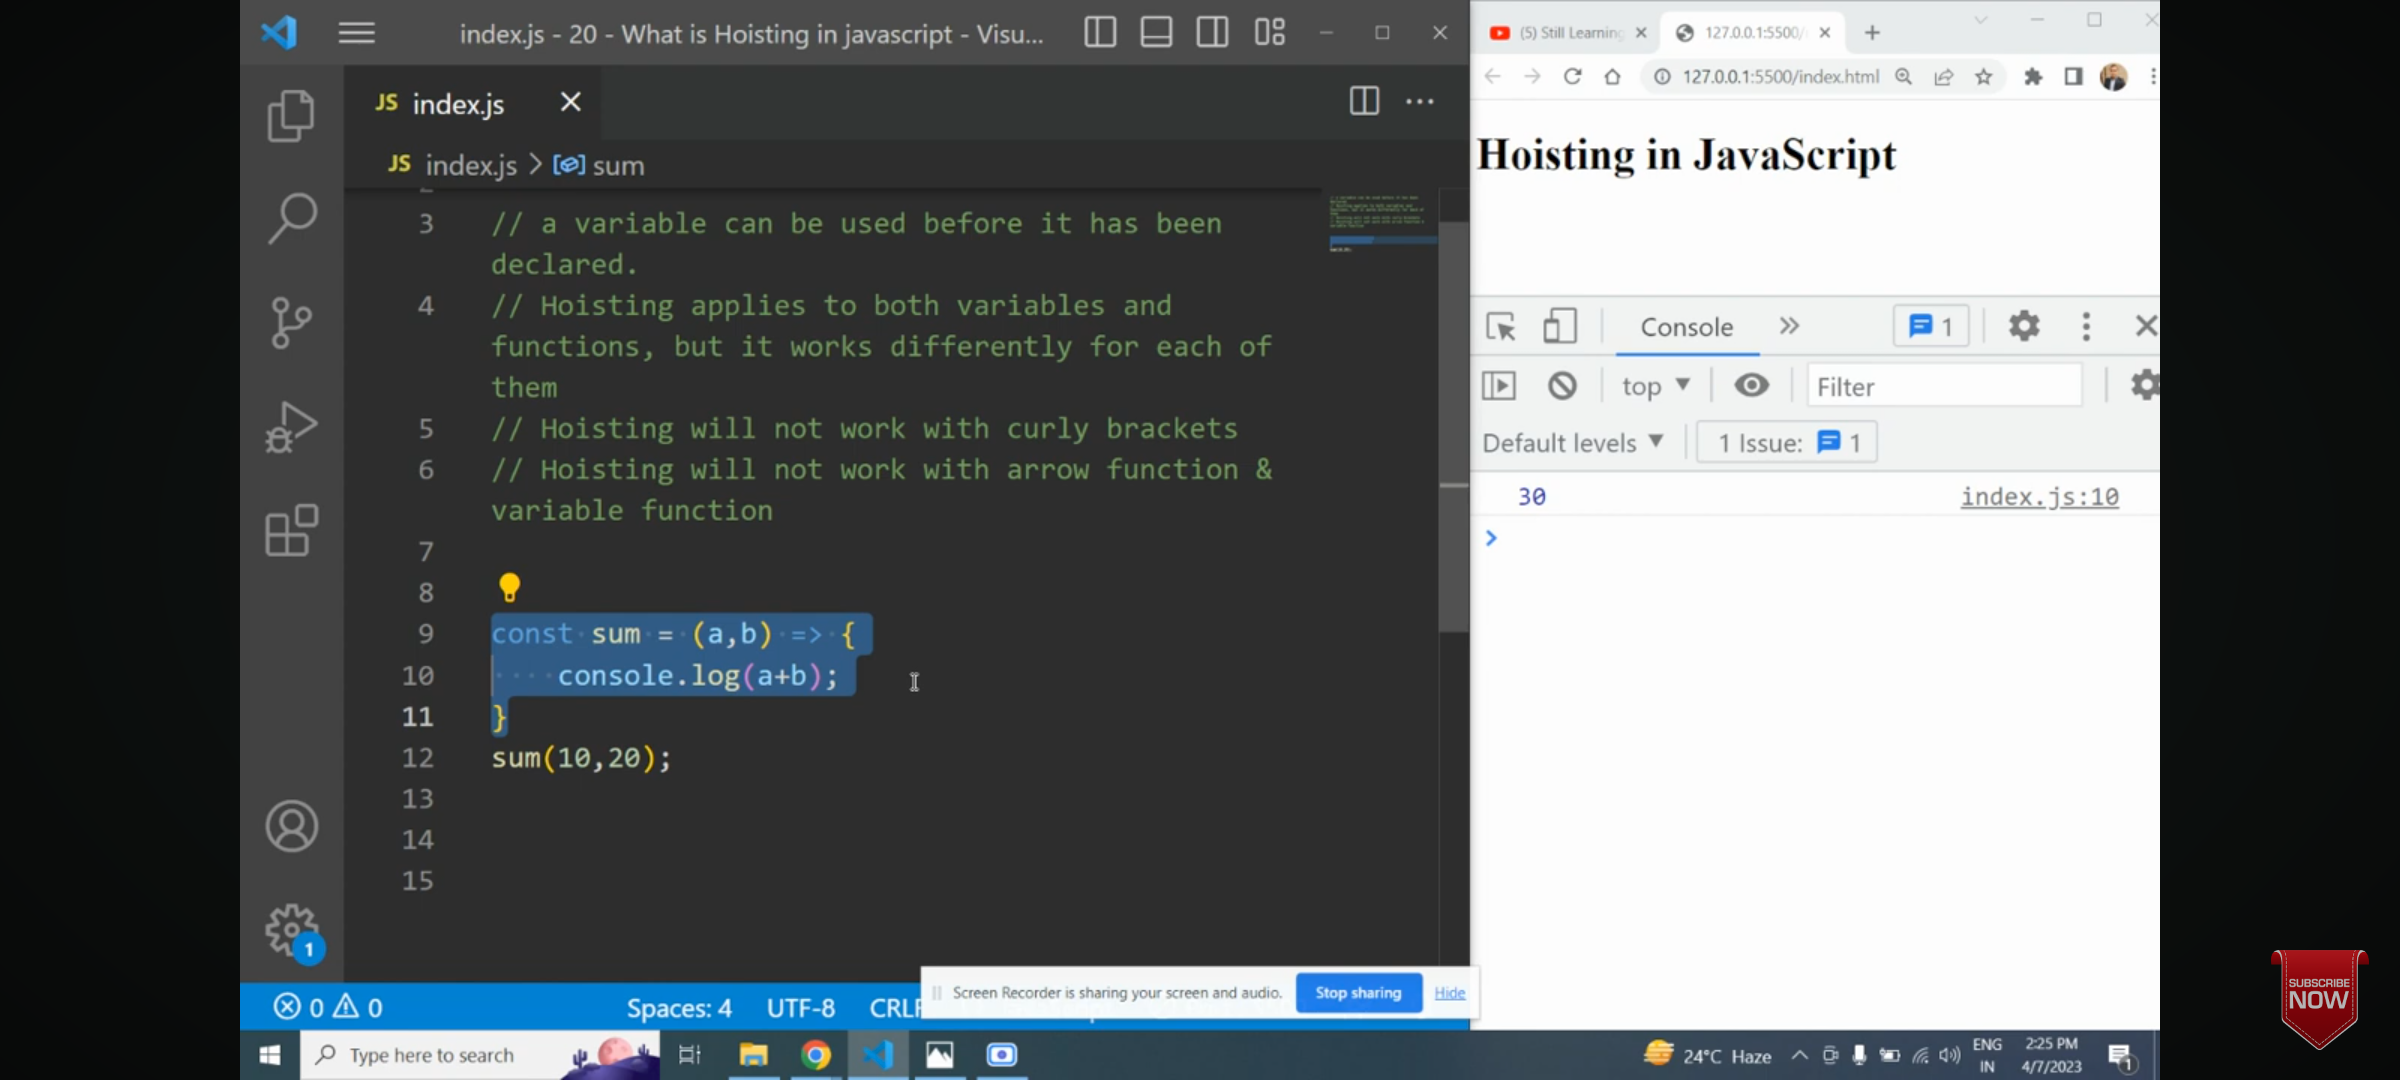 index.js - 20 - What is Hoisting in javascript - Visu...
JS index.js
JS index.js > sum
3 // a variable can be used before it has been
declared.
4 // Hoisting applies to both variables and
functions, but it works differently for each of
them
5 // Hoisting will not work with curly brackets
6 // Hoisting will not work with arrow function &
variable function
7
8
9 const sum = (a,b) => {
10 console.log(a+b);
11 }
12 sum(10,20);
13
14
15
1
0 0 Spaces: 4 UTF-8 CRLF
Screen Recorder is sharing your screen and audio. Stop sharing Hide
(5) Still Learning 127.0.0.1:5500/
127.0.0.1:5500/index.html
Hoisting in JavaScript
Console 1
top Filter
Default levels 1 Issue: 1
30 index.js:10
SUBSCRIBE
NOW
Type here to search
24°C Haze
ENG
IN
2:25 PM
4/7/2023
1